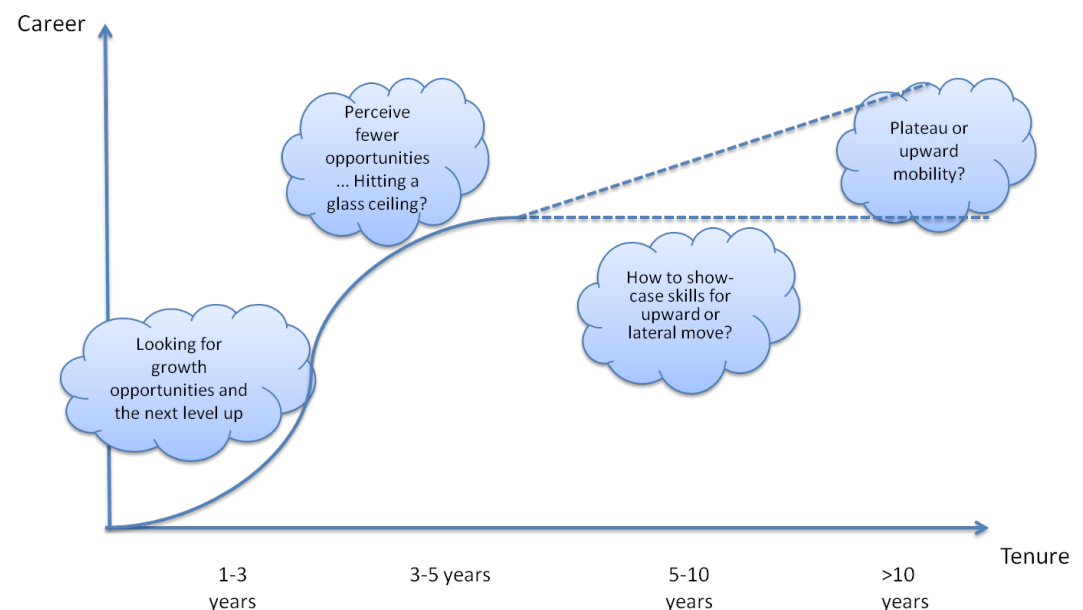 Career
Perceive
fewer
opportunities
... Hitting a
glass ceiling?
Plateau or
upward
mobility?
How to show-
case skills for
upward or
lateral move?
Looking for
growth
opportunities and
the next level up
Tenure
1-3
years
3-5 years
5-10
years
>10
years